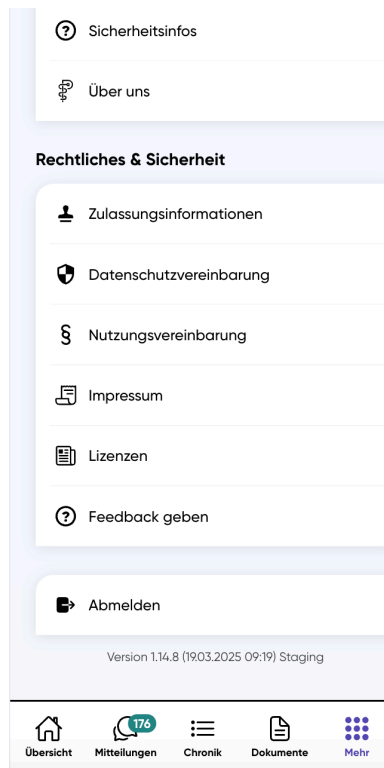 Sicherheitsinfos
Über uns
Rechtliches & Sicherheit
Zulassungsinformationen
Datenschutzvereinbarung
§ Nutzungsvereinbarung
Impressum
Lizenzen
Feedback geben
Abmelden
Version 1.14.8 (19.03.2025 09:19) Staging
176
Übersicht Mitteilungen Chronik Dokumente Mehr